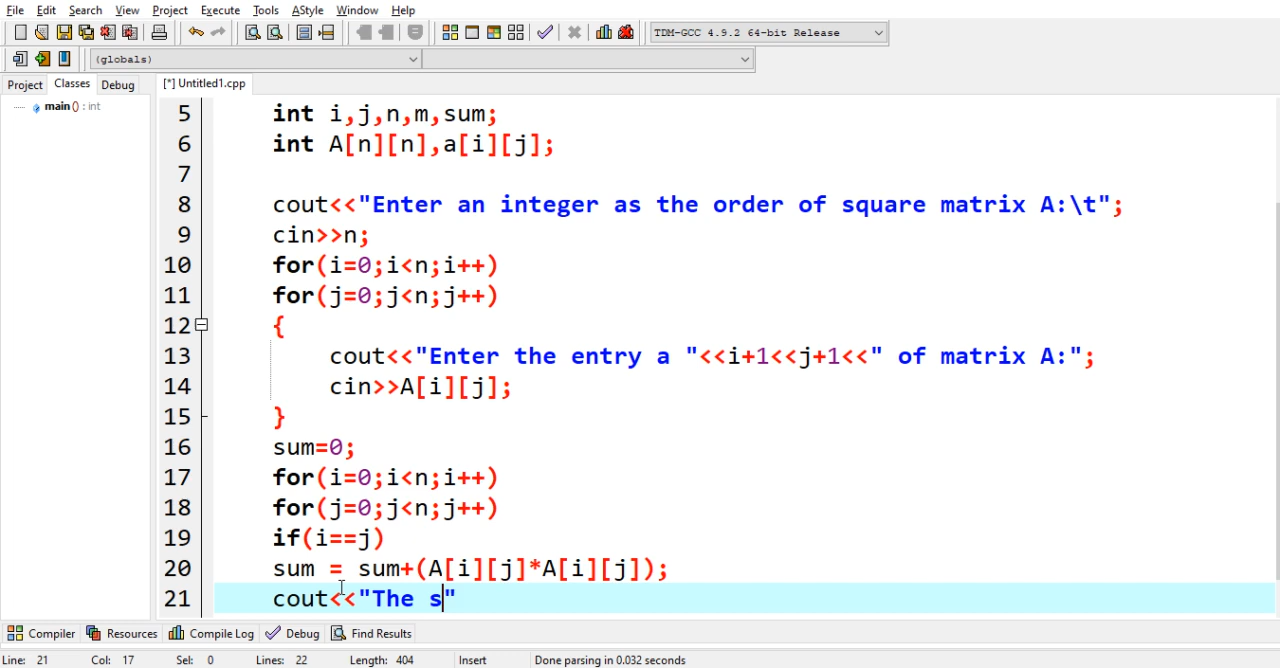 File Edit Search View Project Execute Tools AStyle Window Help
TDM-GCC 4.9.2 64-bit Release
(globals)
Project Classes Debug [*] Untitled1.cpp
main () : int
5 int i,j,n,m,sum;
6 int A[n][n],a[i][j];
7
8 cout<<"Enter an integer as the order of square matrix A:\t";
9 cin>>n;
10 for(i=0;i<n;i++)
11 for(j=0;j<n;j++)
12 {
13 cout<<"Enter the entry a "<<i+1<<j+1<<" of matrix A:";
14 cin>>A[i][j];
15 }
16 sum=0;
17 for(i=0;i<n;i++)
18 for(j=0;j<n;j++)
19 if(i==j)
20 sum = sum+(A[i][j]*A[i][j]);
21 cout<<"The s"
Compiler Resources Compile Log Debug Find Results
Line: 21 Col: 17 Sel: 0 Lines: 22 Length: 404 Insert Done parsing in 0.032 seconds